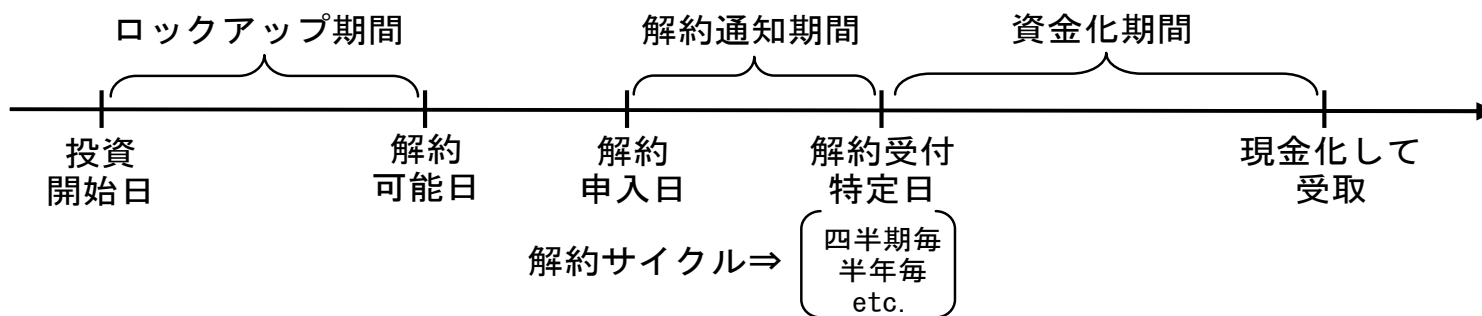 ロックアップ期間
解約通知期間
資金化期間
投資
開始日
解約
可能日
解約
申入日
解約受付
特定日
現金化して
受取
解約サイクル⇒
四半期毎
半年毎
etc.